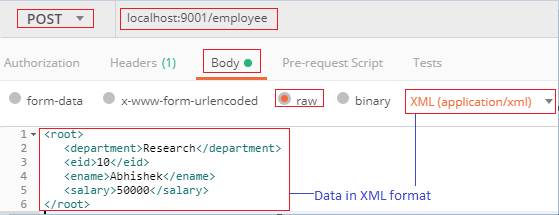 POST localhost:9001/employee
Authorization Headers (1) Body Pre-request Script Tests
form-data x-www-form-urlencoded raw binary XML (application/xml)
1 <root>
2 <department>Research</department>
3 <eid>10</eid>
4 <ename>Abhishek</ename>
5 <salary>50000</salary>
6 </root>
Data in XML format